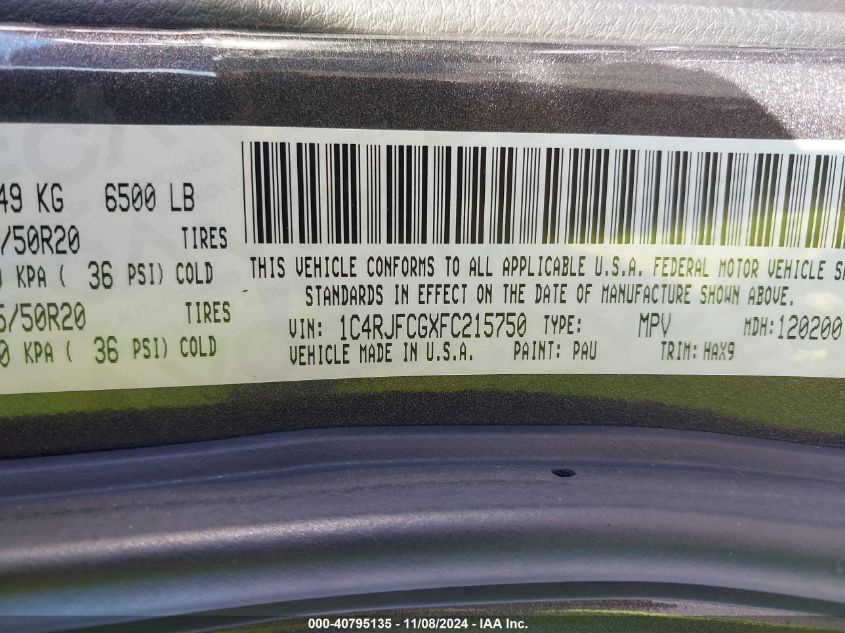 49 KG 6500 LB
/50R20 TIRES
KPA ( 36 PSI) COLD
5/50R20 TIRES
0 KPA ( 36 PSI) COLD
THIS VEHICLE CONFORMS TO ALL APPLICABLE U.S.A. FEDERAL MOTOR VEHICLE S
STANDARDS IN EFFECT ON THE DATE OF MANUFACTURE SHOWN ABOVE.
VIN: 1C4RJFCGXFC215750 TYPE: MPV MDH: 120200
VEHICLE MADE IN U.S.A. PAINT: PAU TRIM: HAX9
000-40795135 - 11/08/2024 - IAA Inc.